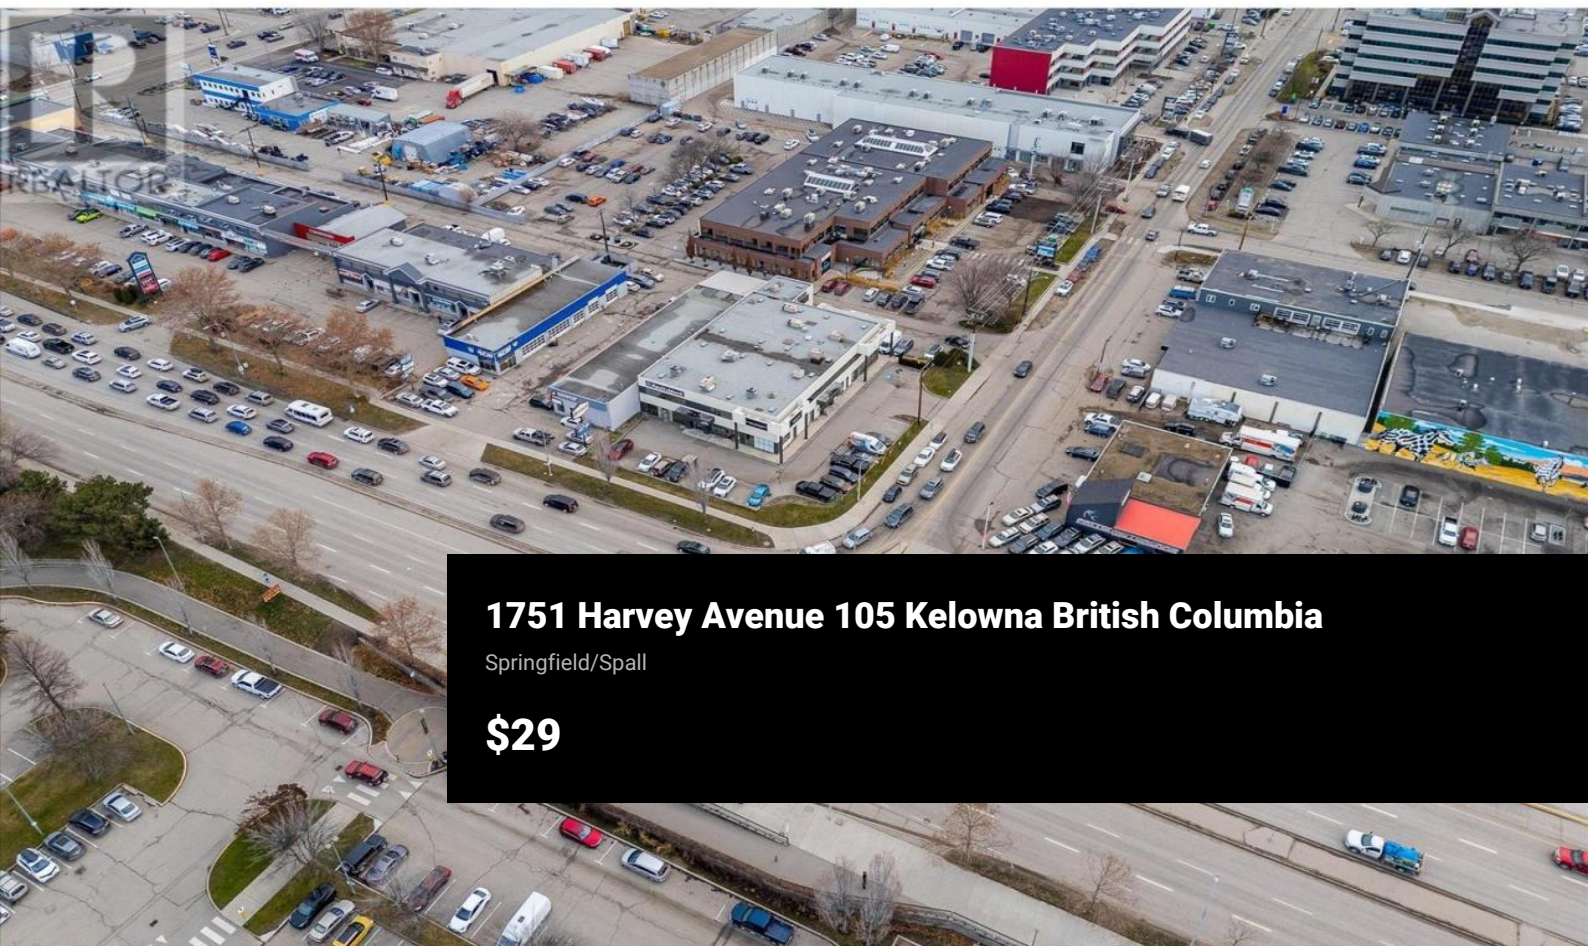 REALTOR
1751 Harvey Avenue 105 Kelowna British Columbia
Springfield/Spall
$29